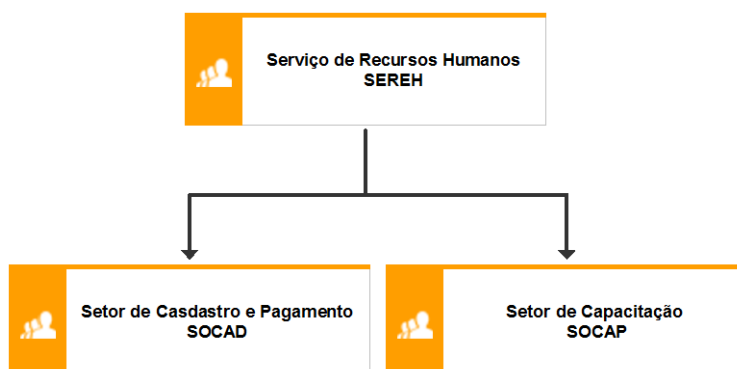 Serviço de Recursos Humanos
SEREH
Setor de Casdastro e Pagamento
SOCAD
Setor de Capacitação
SOCAP